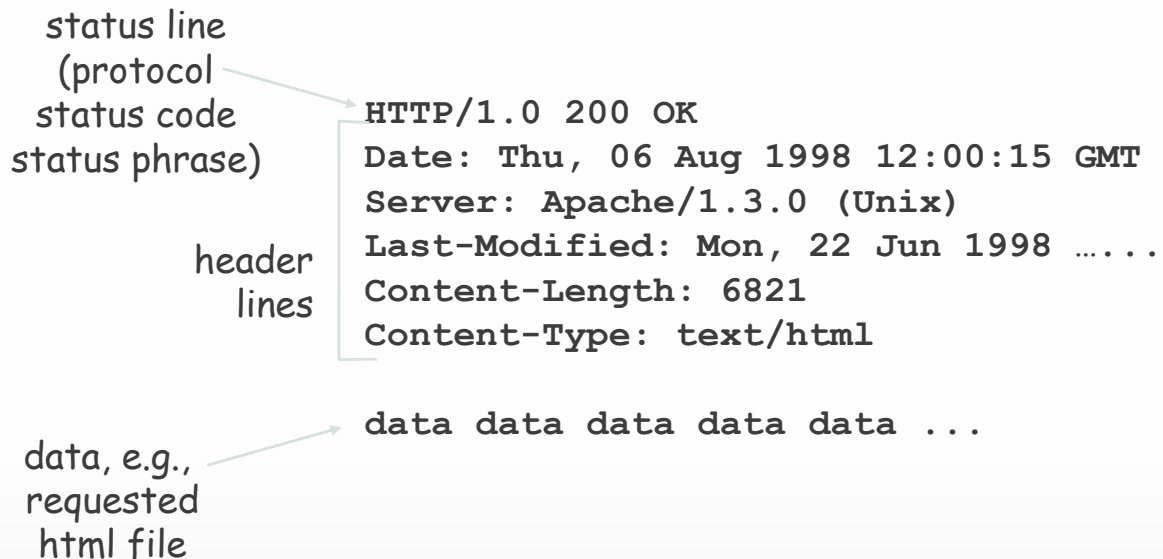 status line
(protocol
status code
status phrase)
HTTP/1.0 200 OK
Date: Thu, 06 Aug 1998 12:00:15 GMT
Server: Apache/1.3.0 (Unix)
Last-Modified: Mon, 22 Jun 1998 …...
Content-Length: 6821
Content-Type: text/html
header
lines
data data data data data ...
data, e.g.,
requested
html file